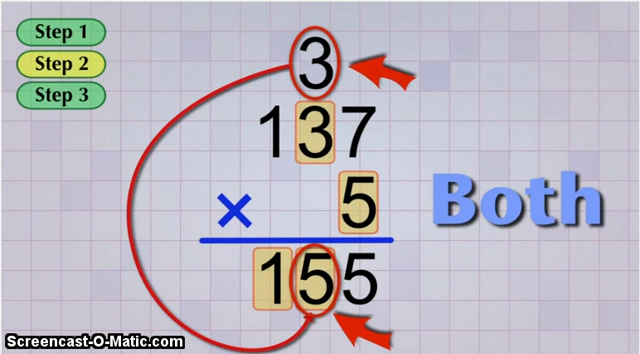 Step 1
Step 2
Step 3
3
137
× 5
155
Both
Screencast-O-Matic.com